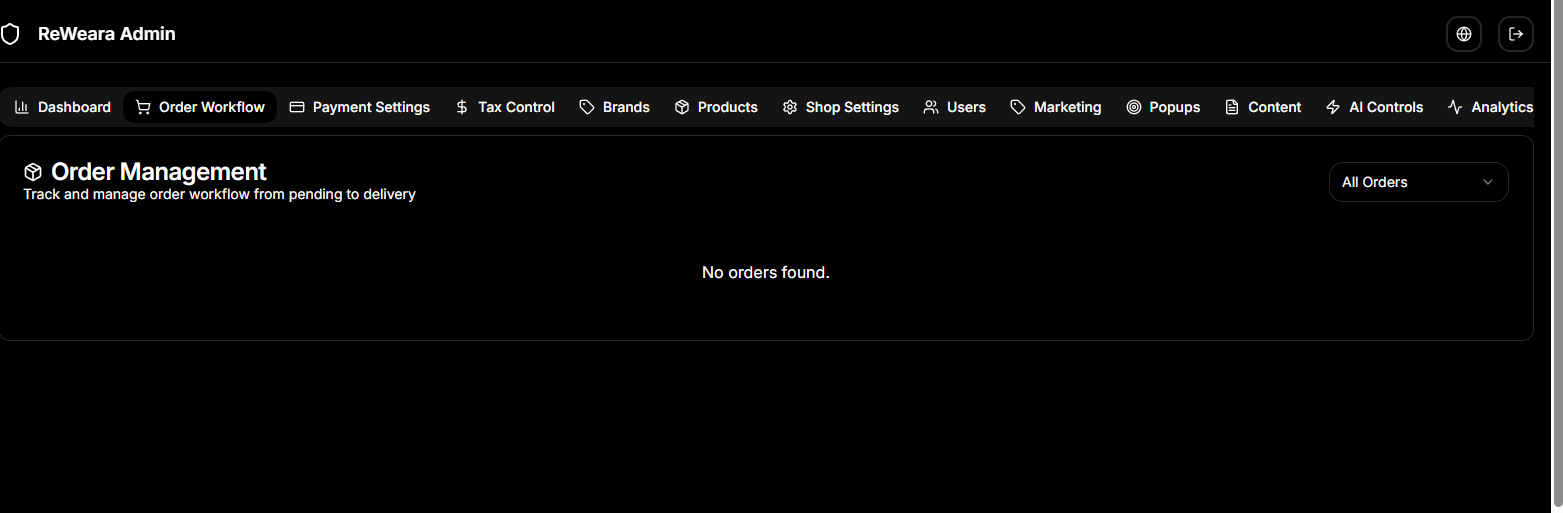 ReWeara Admin
Dashboard Order Workflow Payment Settings Tax Control Brands Products Shop Settings Users Marketing Popups Content AI Controls Analytics
Order Management
Track and manage order workflow from pending to delivery
All Orders
No orders found.